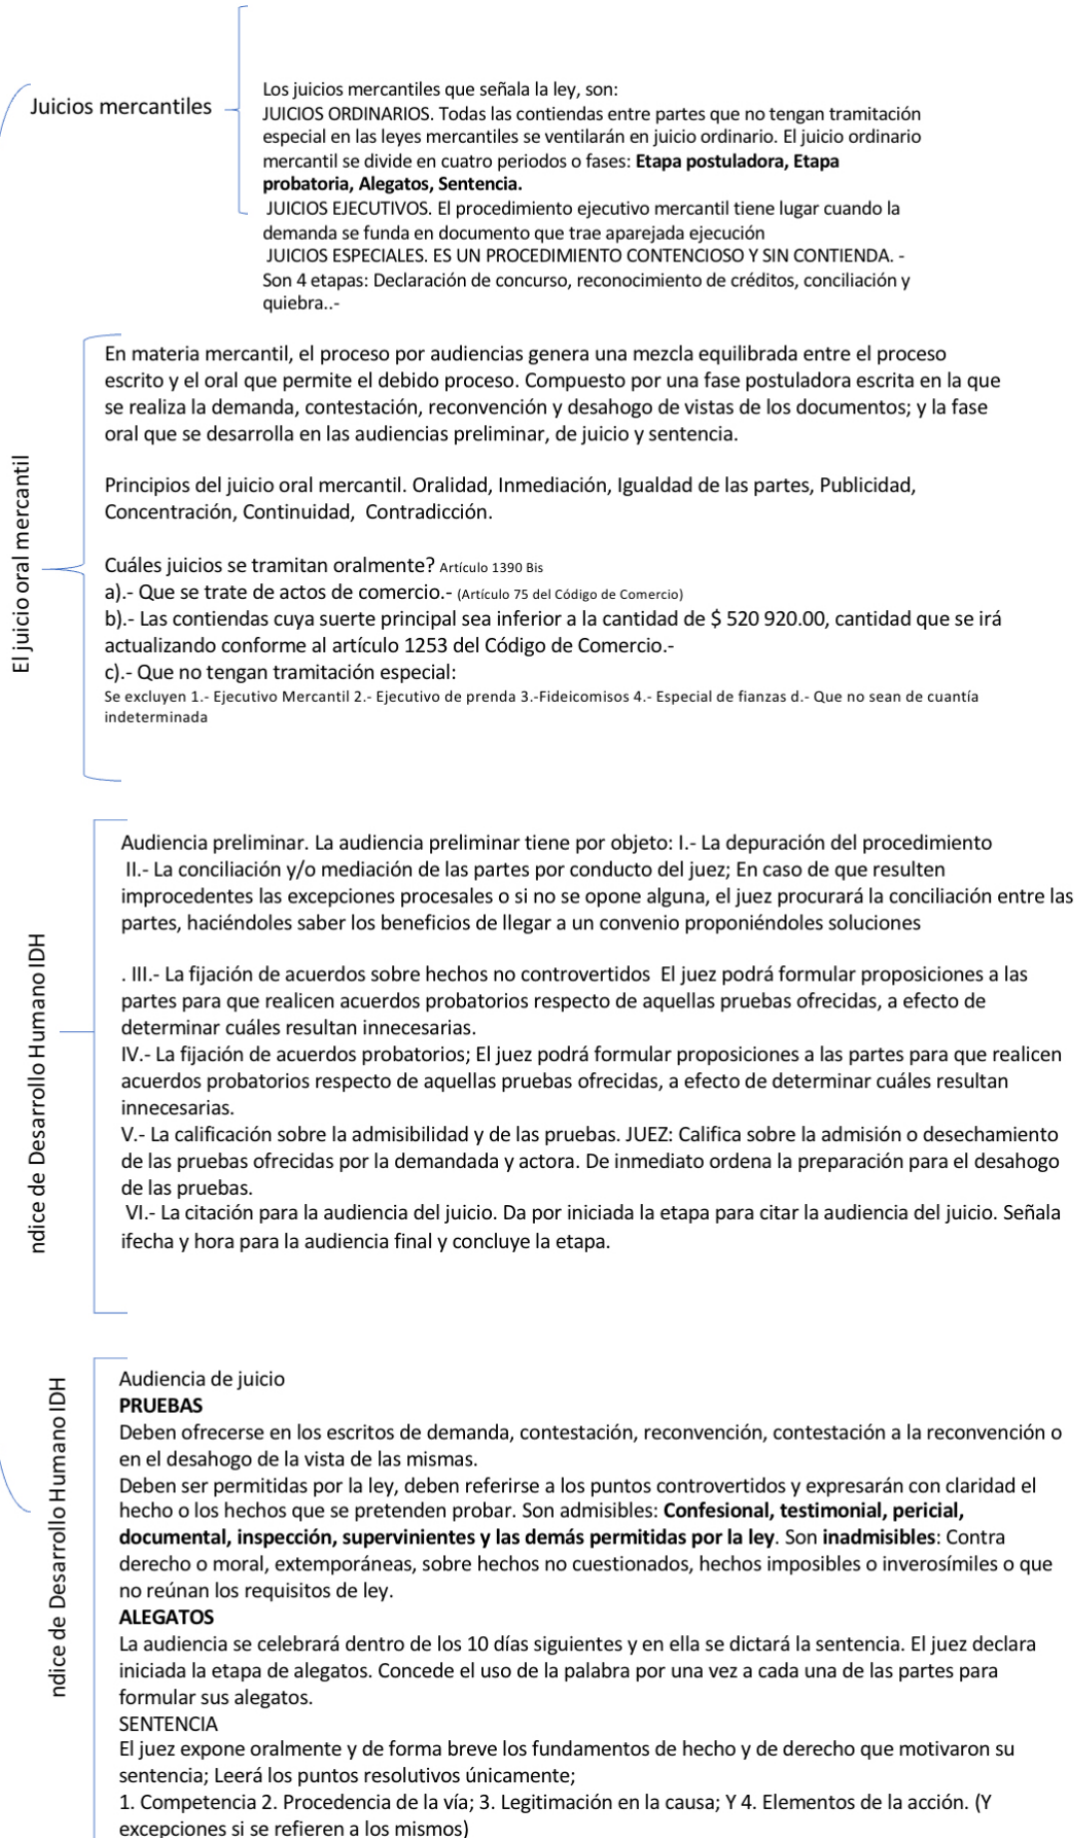 Juicios mercantiles
Los juicios mercantiles que señala la ley, son:
JUICIOS ORDINARIOS. Todas las contiendas entre partes que no tengan tramitación
especial en las leyes mercantiles se ventilarán en juicio ordinario. El juicio ordinario
mercantil se divide en cuatro periodos o fases: Etapa postuladora, Etapa
probatoria, Alegatos, Sentencia.
JUICIOS EJECUTIVOS. El procedimiento ejecutivo mercantil tiene lugar cuando la
demanda se funda en documento que trae aparejada ejecución
JUICIOS ESPECIALES. ES UN PROCEDIMIENTO CONTENCIOSO Y SIN CONTIENDA. -
Son 4 etapas: Declaración de concurso, reconocimiento de créditos, conciliación y
quiebra..-
El juicio oral mercantil
En materia mercantil, el proceso por audiencias genera una mezcla equilibrada entre el proceso
escrito y el oral que permite el debido proceso. Compuesto por una fase postuladora escrita en la que
se realiza la demanda, contestación, reconvención y desahogo de vistas de los documentos; y la fase
oral que se desarrolla en las audiencias preliminar, de juicio y sentencia.
Principios del juicio oral mercantil. Oralidad, Inmediación, Igualdad de las partes, Publicidad,
Concentración, Continuidad, Contradicción.
Cuáles juicios se tramitan oralmente? Artículo 1390 Bis
a).- Que se trate de actos de comercio.- (Artículo 75 del Código de Comercio)
b).- Las contiendas cuya suerte principal sea inferior a la cantidad de $ 520 920.00, cantidad que se irá
actualizando conforme al artículo 1253 del Código de Comercio.-
c).- Que no tengan tramitación especial:
Se excluyen 1.- Ejecutivo Mercantil 2.- Ejecutivo de prenda 3.-Fideicomisos 4.- Especial de fianzas d.- Que no sean de cuantía
indeterminada
ndice de Desarrollo Humano IDH
Audiencia preliminar. La audiencia preliminar tiene por objeto: I.- La depuración del procedimiento
II.- La conciliación y/o mediación de las partes por conducto del juez; En caso de que resulten
improcedentes las excepciones procesales o si no se opone alguna, el juez procurará la conciliación entre las
partes, haciéndoles saber los beneficios de llegar a un convenio proponiéndoles soluciones
. III.- La fijación de acuerdos sobre hechos no controvertidos El juez podrá formular proposiciones a las
partes para que realicen acuerdos probatorios respecto de aquellas pruebas ofrecidas, a efecto de
determinar cuáles resultan innecesarias.
IV.- La fijación de acuerdos probatorios; El juez podrá formular proposiciones a las partes para que realicen
acuerdos probatorios respecto de aquellas pruebas ofrecidas, a efecto de determinar cuáles resultan
innecesarias.
V.- La calificación sobre la admisibilidad y de las pruebas. JUEZ: Califica sobre la admisión o desechamiento
de las pruebas ofrecidas por la demandada y actora. De inmediato ordena la preparación para el desahogo
de las pruebas.
VI.- La citación para la audiencia del juicio. Da por iniciada la etapa para citar la audiencia del juicio. Señala
ifecha y hora para la audiencia final y concluye la etapa.
ndice de Desarrollo Humano IDH
Audiencia de juicio
PRUEBAS
Deben ofrecerse en los escritos de demanda, contestación, reconvención, contestación a la reconvención o
en el desahogo de la vista de las mismas.
Deben ser permitidas por la ley, deben referirse a los puntos controvertidos y expresarán con claridad el
hecho o los hechos que se pretenden probar. Son admisibles: Confesional, testimonial, pericial,
documental, inspección, supervinientes y las demás permitidas por la ley. Son inadmisibles: Contra
derecho o moral, extemporáneas, sobre hechos no cuestionados, hechos imposibles o inverosímiles o que
no reúnan los requisitos de ley.
ALEGATOS
La audiencia se celebrará dentro de los 10 días siguientes y en ella se dictará la sentencia. El juez declara
iniciada la etapa de alegatos. Concede el uso de la palabra por una vez a cada una de las partes para
formular sus alegatos.
SENTENCIA
El juez expone oralmente y de forma breve los fundamentos de hecho y de derecho que motivaron su
sentencia; Leerá los puntos resolutivos únicamente;
1. Competencia 2. Procedencia de la vía; 3. Legitimación en la causa; Y 4. Elementos de la acción. (Y
excepciones si se refieren a los mismos)